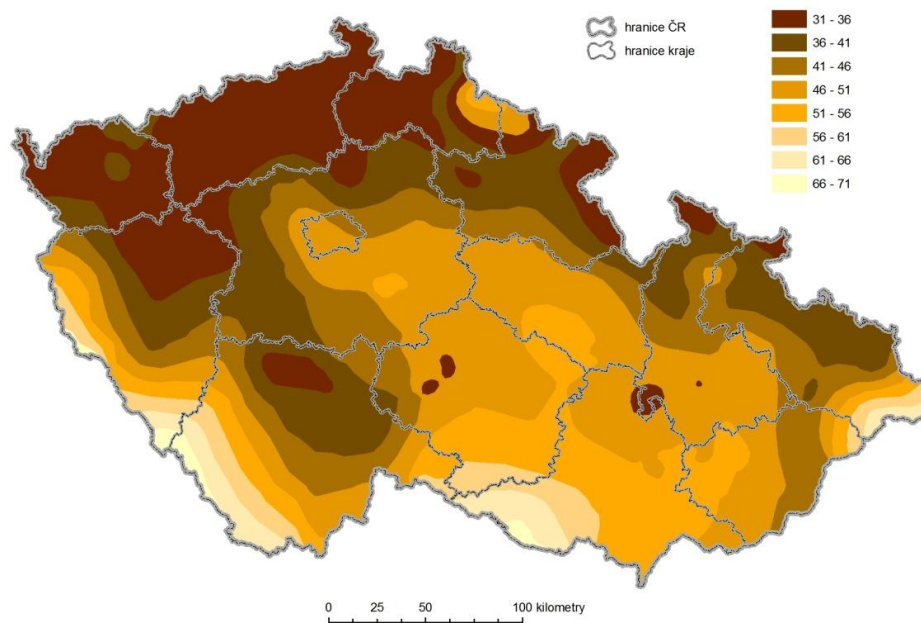 hranice ČR
hranice kraje
31 - 36
36 - 41
41 - 46
46 - 51
51 - 56
56 - 61
61 - 66
66 - 71
0 25 50 100 kilometry